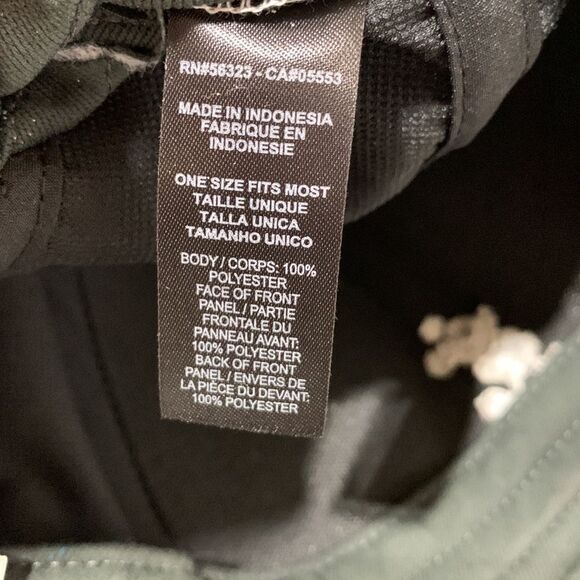 RN#56323 - CA#05553
MADE IN INDONESIA
FABRIQUE EN
INDONESIE
ONE SIZE FITS MOST
TAILLE UNIQUE
TALLA UNICA
TAMANHO UNICO
BODY / CORPS: 100%
POLYESTER
FACE OF FRONT
PANEL / PARTIE
FRONTALE DU
PANNEAU AVANT:
100% POLYESTER
BACK OF FRONT
PANEL / ENVERS DE
LA PIÈCE DU DEVANT:
100% POLYESTER